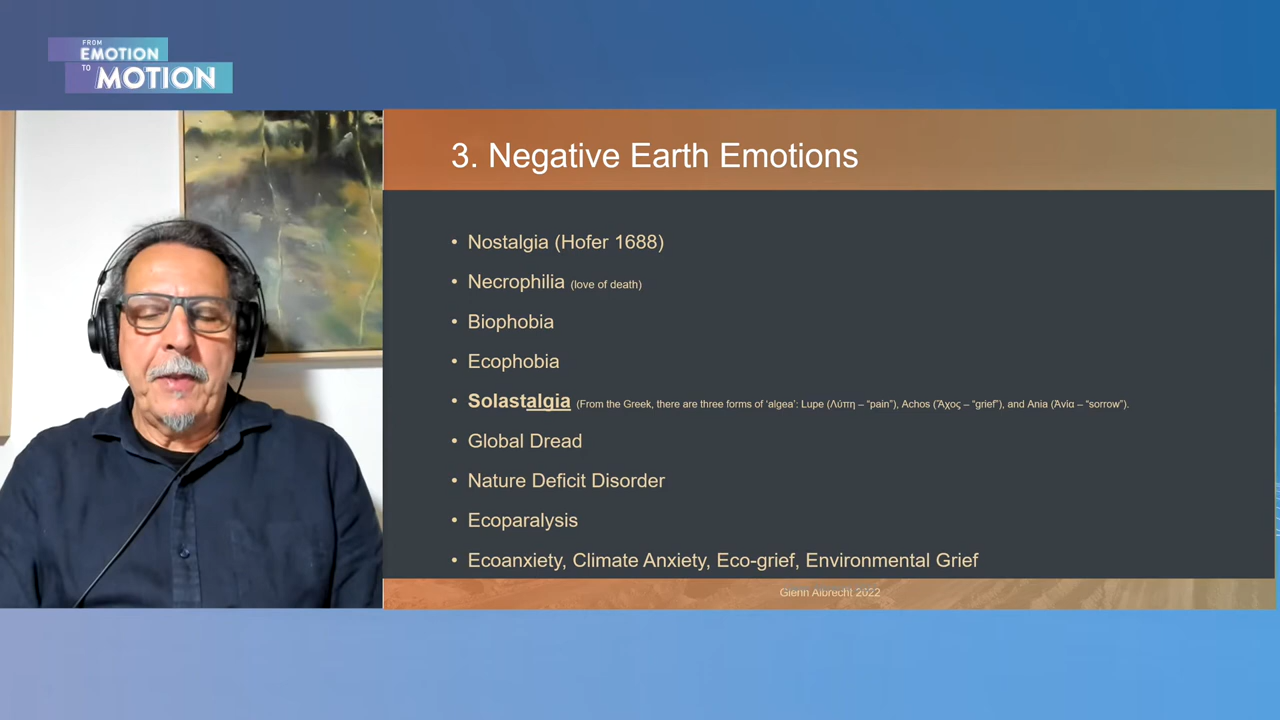 FROM
EMOTION
TO
MOTION
3. Negative Earth Emotions
• Nostalgia (Hofer 1688)
• Necrophilia (love of death)
• Biophobia
• Ecophobia
• Solastalgia (From the Greek, there are three forms of ‘algea’: Lupe (Λύπη – “pain”), Achos (Ἄχος – “grief”), and Ania (Ἀνία – “sorrow”).
• Global Dread
• Nature Deficit Disorder
• Ecoparalysis
• Ecoanxiety, Climate Anxiety, Eco-grief, Environmental Grief
Glenn Albrecht 2022